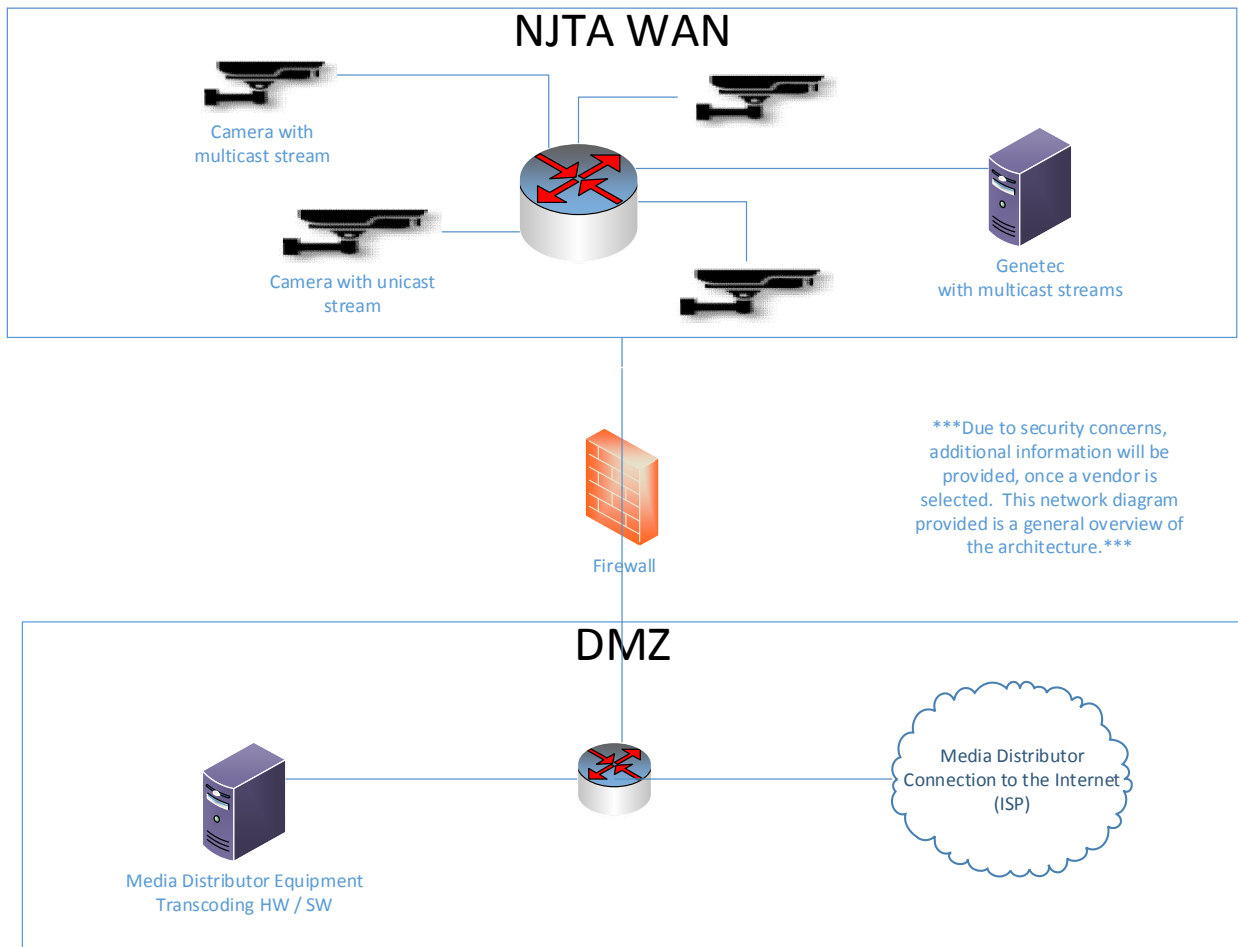 NJTA WAN
Camera with
multicast stream
Camera with unicast
stream
Genetec
with multicast streams
Firewall
***Due to security concerns,
additional information will be
provided, once a vendor is
selected.  This network diagram
provided is a general overview of
the architecture.***
DMZ
Media Distributor Equipment
Transcoding HW / SW
Media Distributor
Connection to the Internet
(ISP)